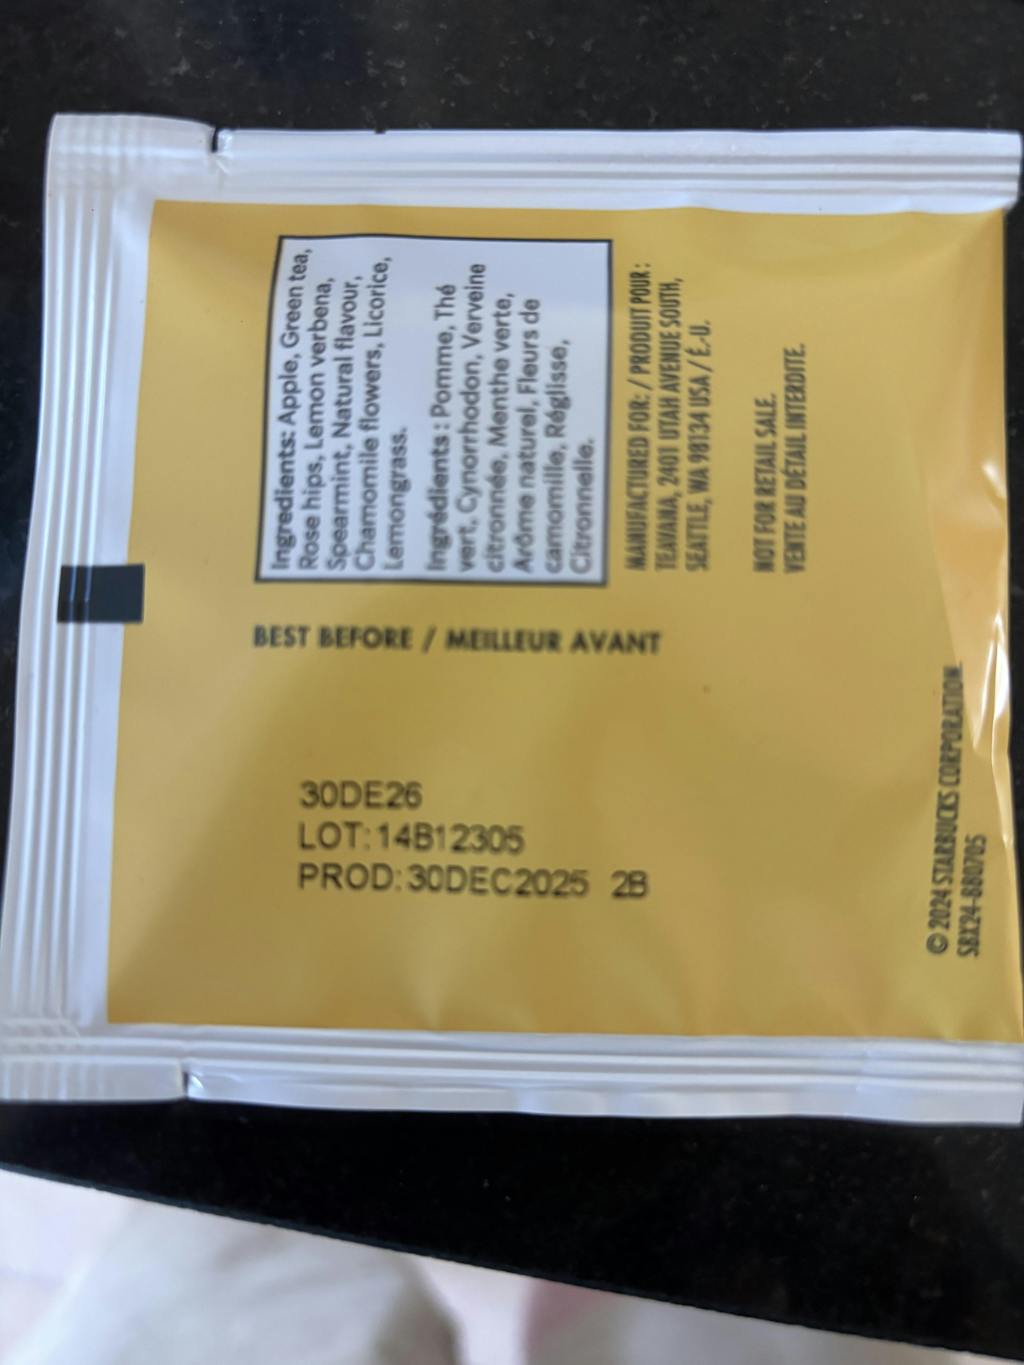 Ingredients: Apple, Green tea,
Rose hips, Lemon verbena,
Spearmint, Natural flavour,
Chamomile flowers, Licorice,
Lemongrass.
Ingrédients : Pomme, Thé
vert, Cynorrhodon, Verveine
citronnée, Menthe verte,
Arôme naturel, Fleurs de
camomille, Réglisse,
Citronnelle.
MANUFACTURED FOR: / PRODUIT POUR :
TEAVANA, 2401 UTAH AVENUE SOUTH,
SEATTLE, WA 98134 USA / É.-U.
NOT FOR RETAIL SALE.
VENTE AU DÉTAIL INTERDITE.
BEST BEFORE / MEILLEUR AVANT
30DE26
LOT:14B12305
PROD:30DEC2025 2B
© 2024 STARBUCKS CORPORATION.
SBX24-880705